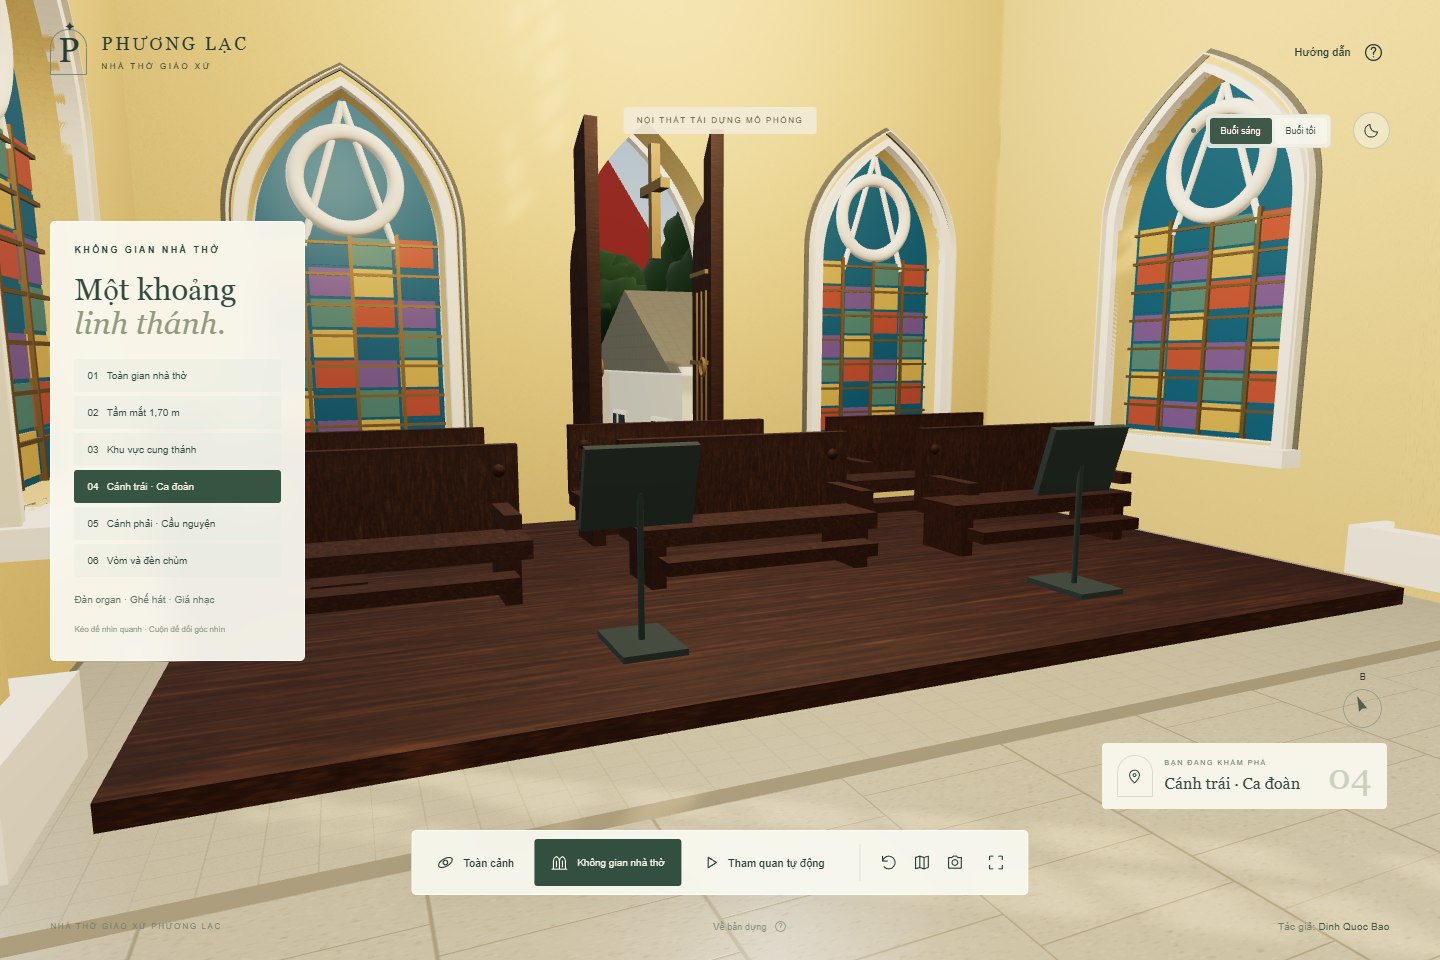 P
PHƯƠNG LẠC
NHÀ THỜ GIÁO XỨ
Hướng dẫn
NỘI THẤT TÁI DỰNG MÔ PHỎNG
Buổi sáng
Buổi tối
KHÔNG GIAN NHÀ THỜ
Một khoảng
linh thánh.
01 Toàn gian nhà thờ
02 Tầm mắt 1,70 m
03 Khu vực cung thánh
04 Cánh trái · Ca đoàn
05 Cánh phải · Cầu nguyện
06 Vòm và đèn chùm
Đàn organ · Ghế hát · Giá nhạc
Kéo để nhìn quanh · Cuộn để đổi góc nhìn
B
BẠN ĐANG KHÁM PHÁ
Cánh trái · Ca đoàn
04
Toàn cảnh
Không gian nhà thờ
Tham quan tự động
NHÀ THỜ GIÁO XỨ PHƯƠNG LẠC
Về bản dựng
Tác giả: Dinh Quoc Bao